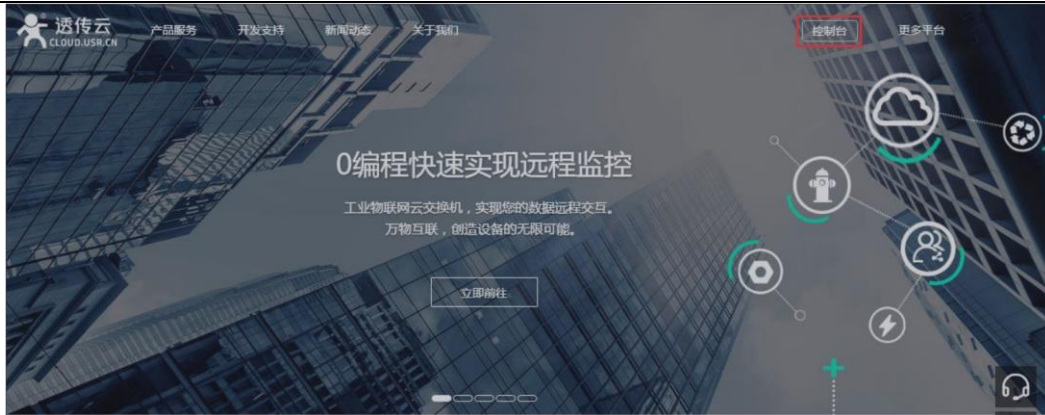 透传云
CLOUD.USR.CN
产品服务
开发支持
新闻动态
关于我们
控制台
更多平台
0编程快速实现远程监控
工业物联网云交换机，实现您的数据远程交互。
万物互联，创造设备的无限可能。
立即前往